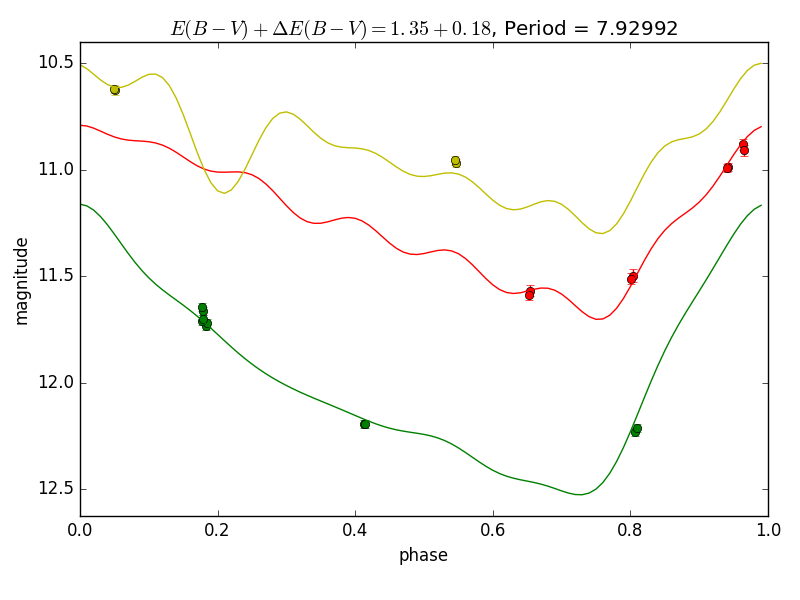 E(B − V) + ΔE(B − V) = 1.35 + 0.18, Period = 7.92992
10.5
11.0
11.5
12.0
12.5
magnitude
0.0 0.2 0.4 0.6 0.8 1.0
phase